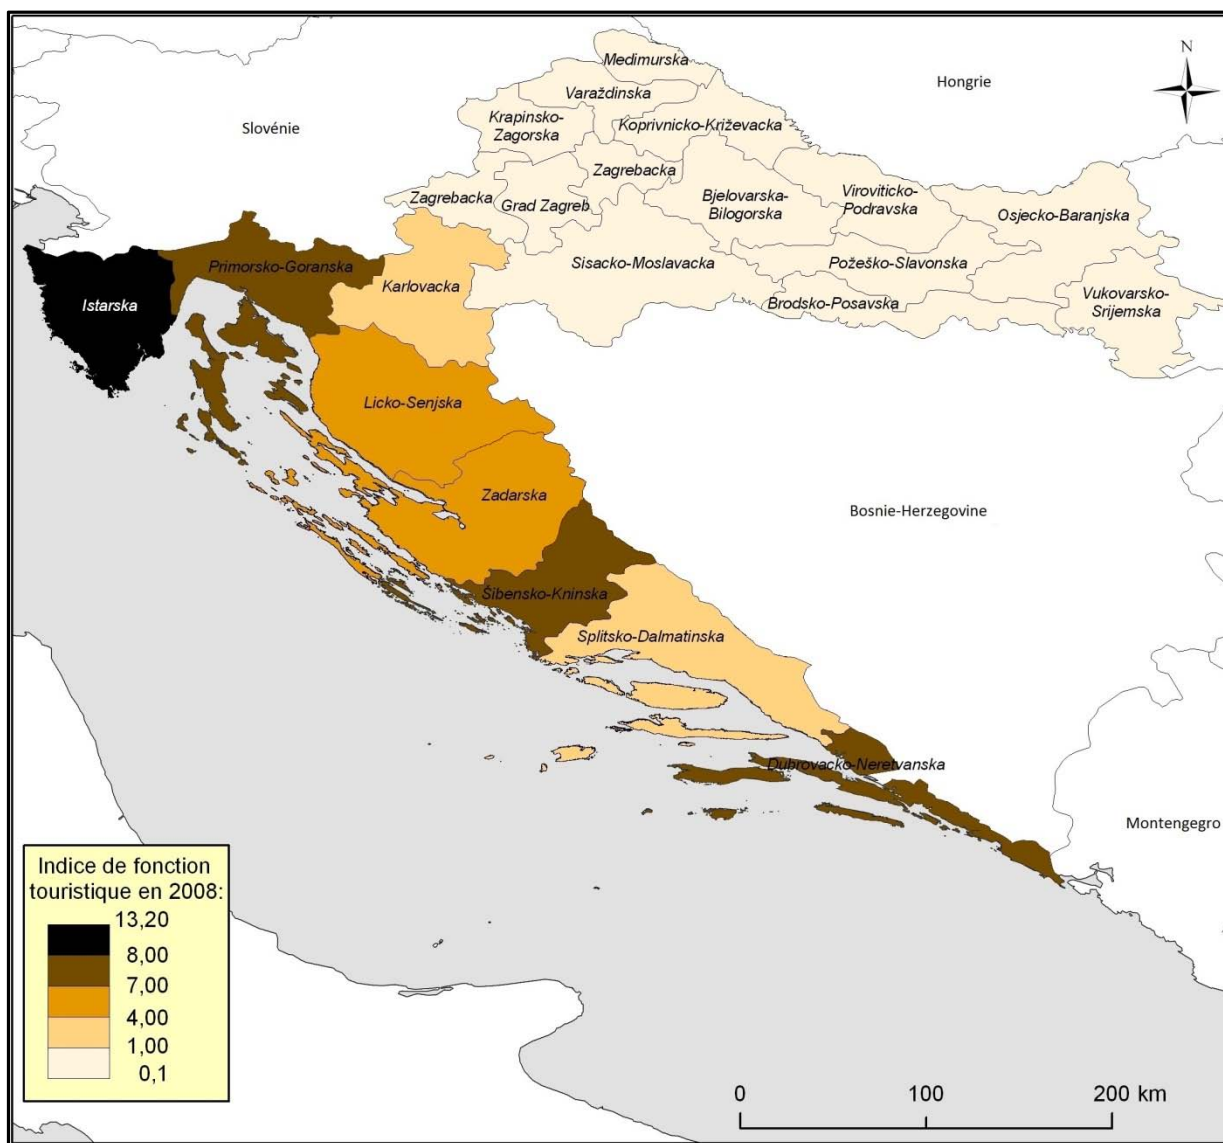 N
Medimurska
Hongrie
Varaždinska
Slovénie
Krapinsko-
Zagorska
Koprivnicko-Križevacka
Zagrebacka
Zagrebacka
Grad Zagreb
Bjelovarska-
Bilogorska
Viroviticko-
Podravska
Osjecko-Baranjska
Primorsko-Goranska
Sisacko-Moslavacka
Požeško-Slavonska
Karlovacka
Istarska
Brodsko-Posavska
Vukovarsko-
Srijemska
Licko-Senjska
Zadarska
Bosnie-Herzegovine
Šibensko-Kninska
Splitsko-Dalmatinska
Dubrovacko-Neretvanska
Montengegro
Indice de fonction
touristique en 2008:
13,20
8,00
7,00
4,00
1,00
0,1
0 100 200 km